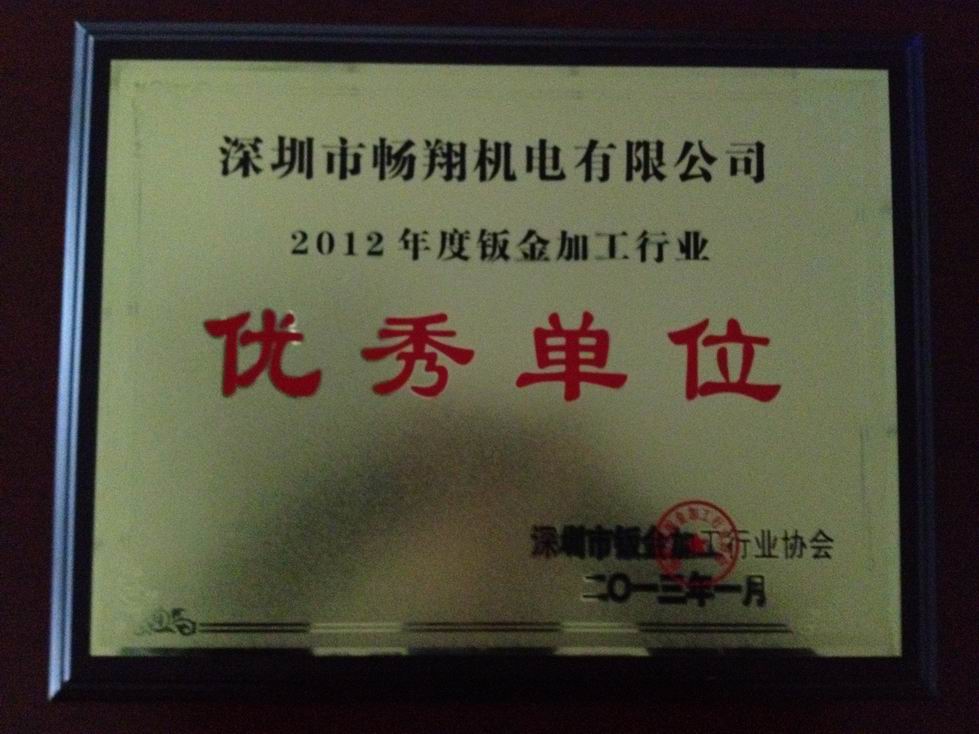 深圳市畅翔机电有限公司
2012年度钣金加工行业
优秀单位
深圳市钣金加工行业协会
二〇一三年一月